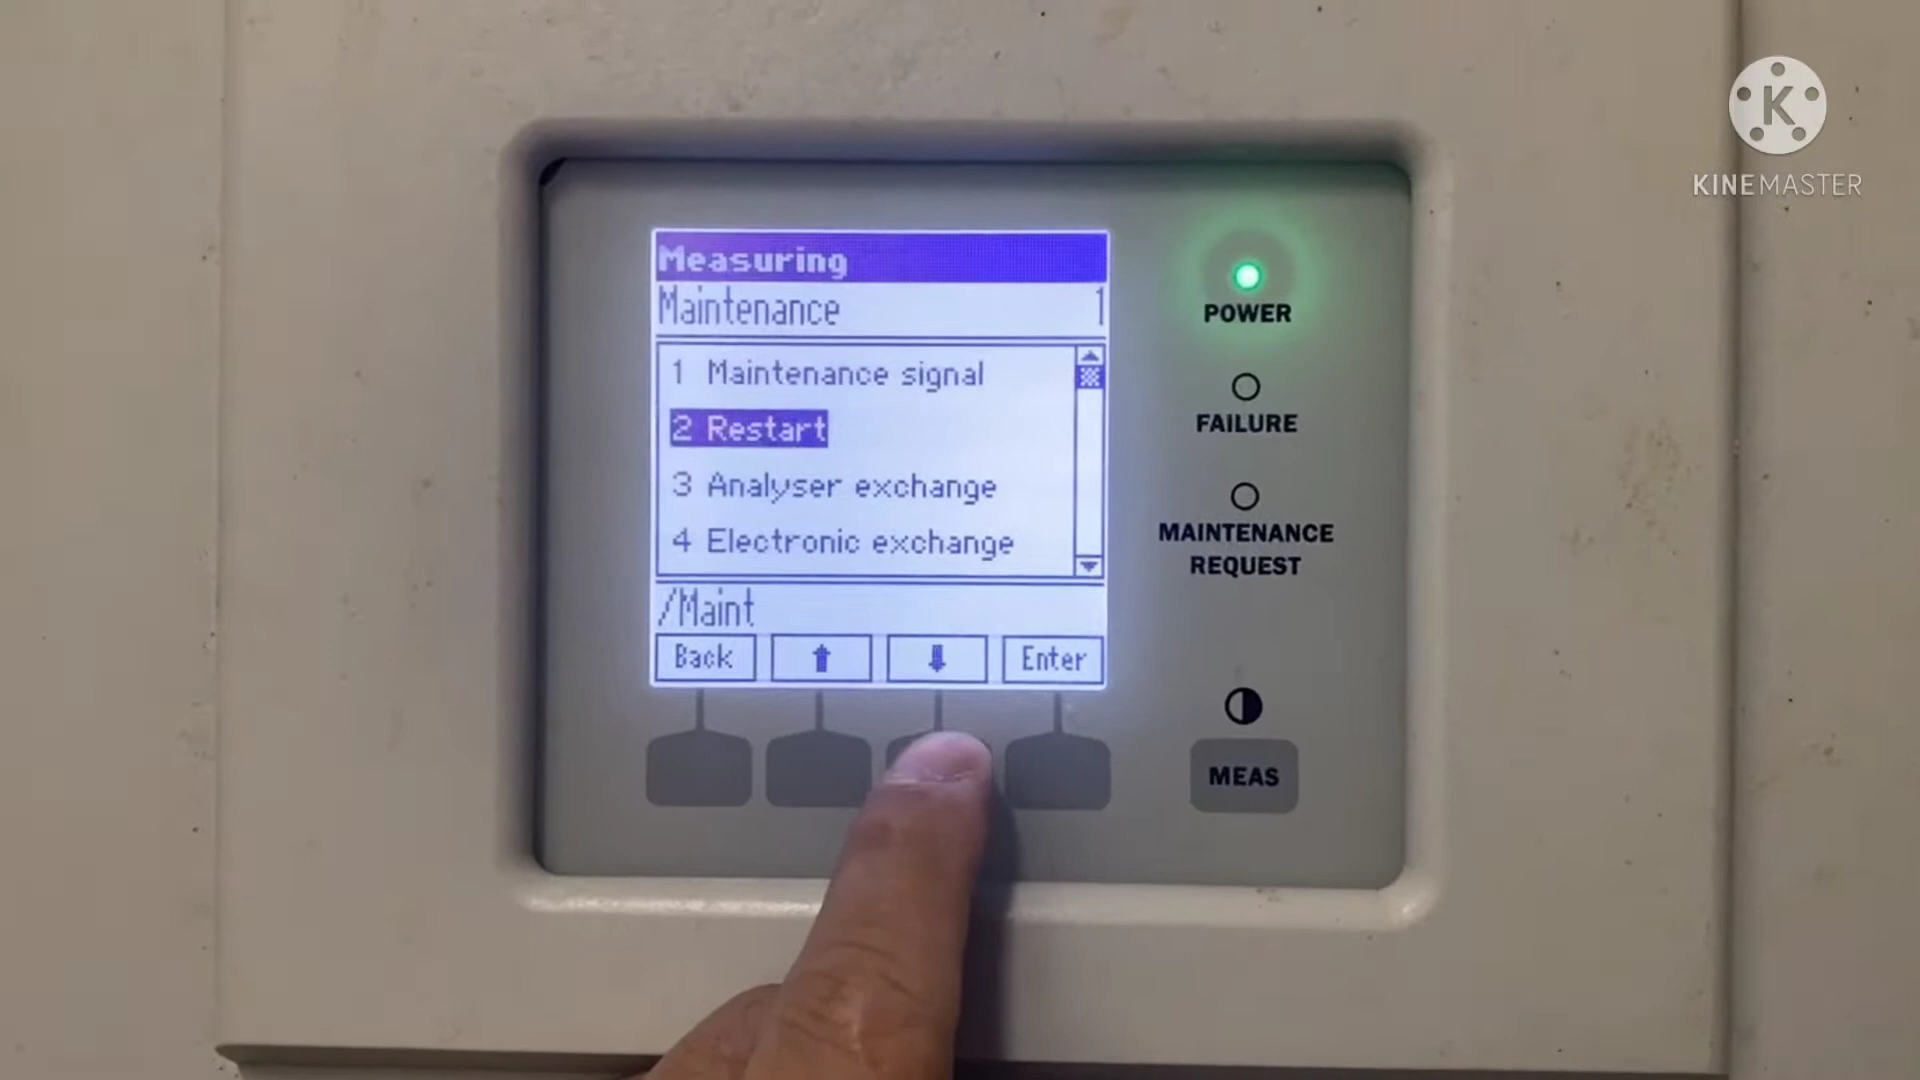 Measuring
Maintenance 1
1 Maintenance signal
2 Restart
3 Analyser exchange
4 Electronic exchange
/Maint
Back Enter
POWER
FAILURE
MAINTENANCE
REQUEST
MEAS
K
KINEMASTER